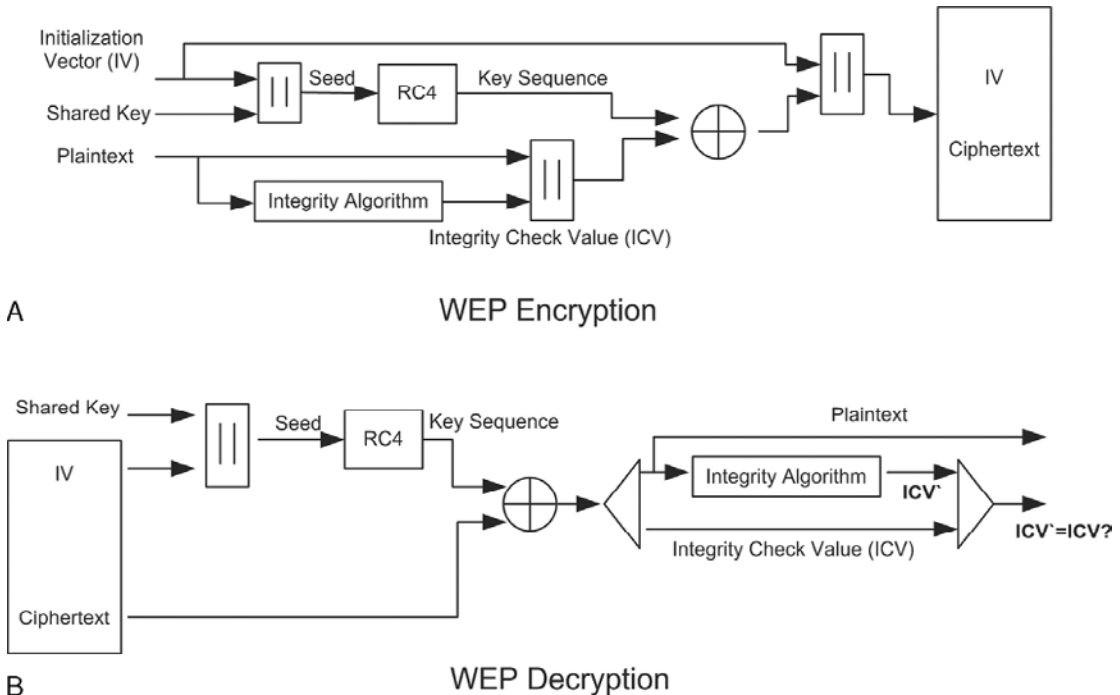 Initialization
Vector (IV)
Shared Key
Plaintext
||
Seed
RC4
Key Sequence
Integrity Algorithm
||
Integrity Check Value (ICV)
||
IV
Ciphertext
A
WEP Encryption
Shared Key
IV
Ciphertext
||
Seed
RC4
Key Sequence
Plaintext
Integrity Algorithm
ICV`
Integrity Check Value (ICV)
ICV`=ICV?
B
WEP Decryption